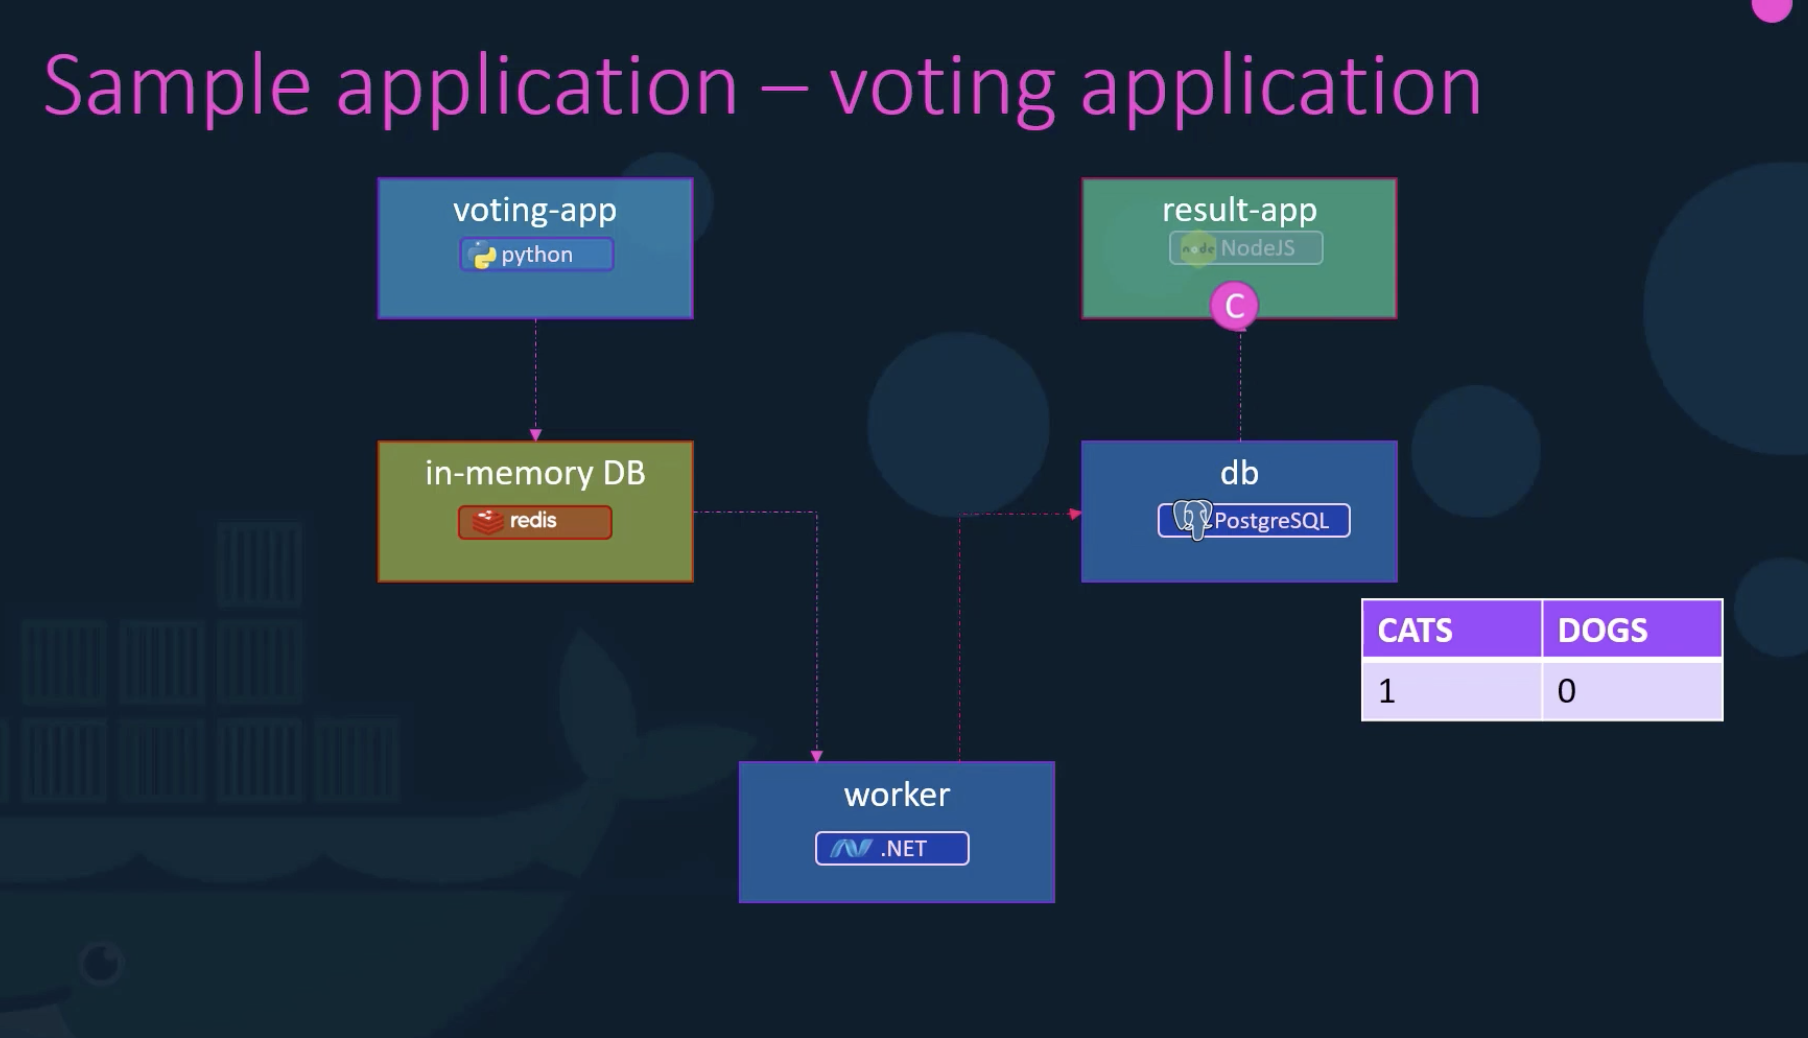 Sample application – voting application
voting-app
python
result-app
node NodeJS
C
in-memory DB
redis
db
PostgreSQL
CATS DOGS
1 0
worker
.NET